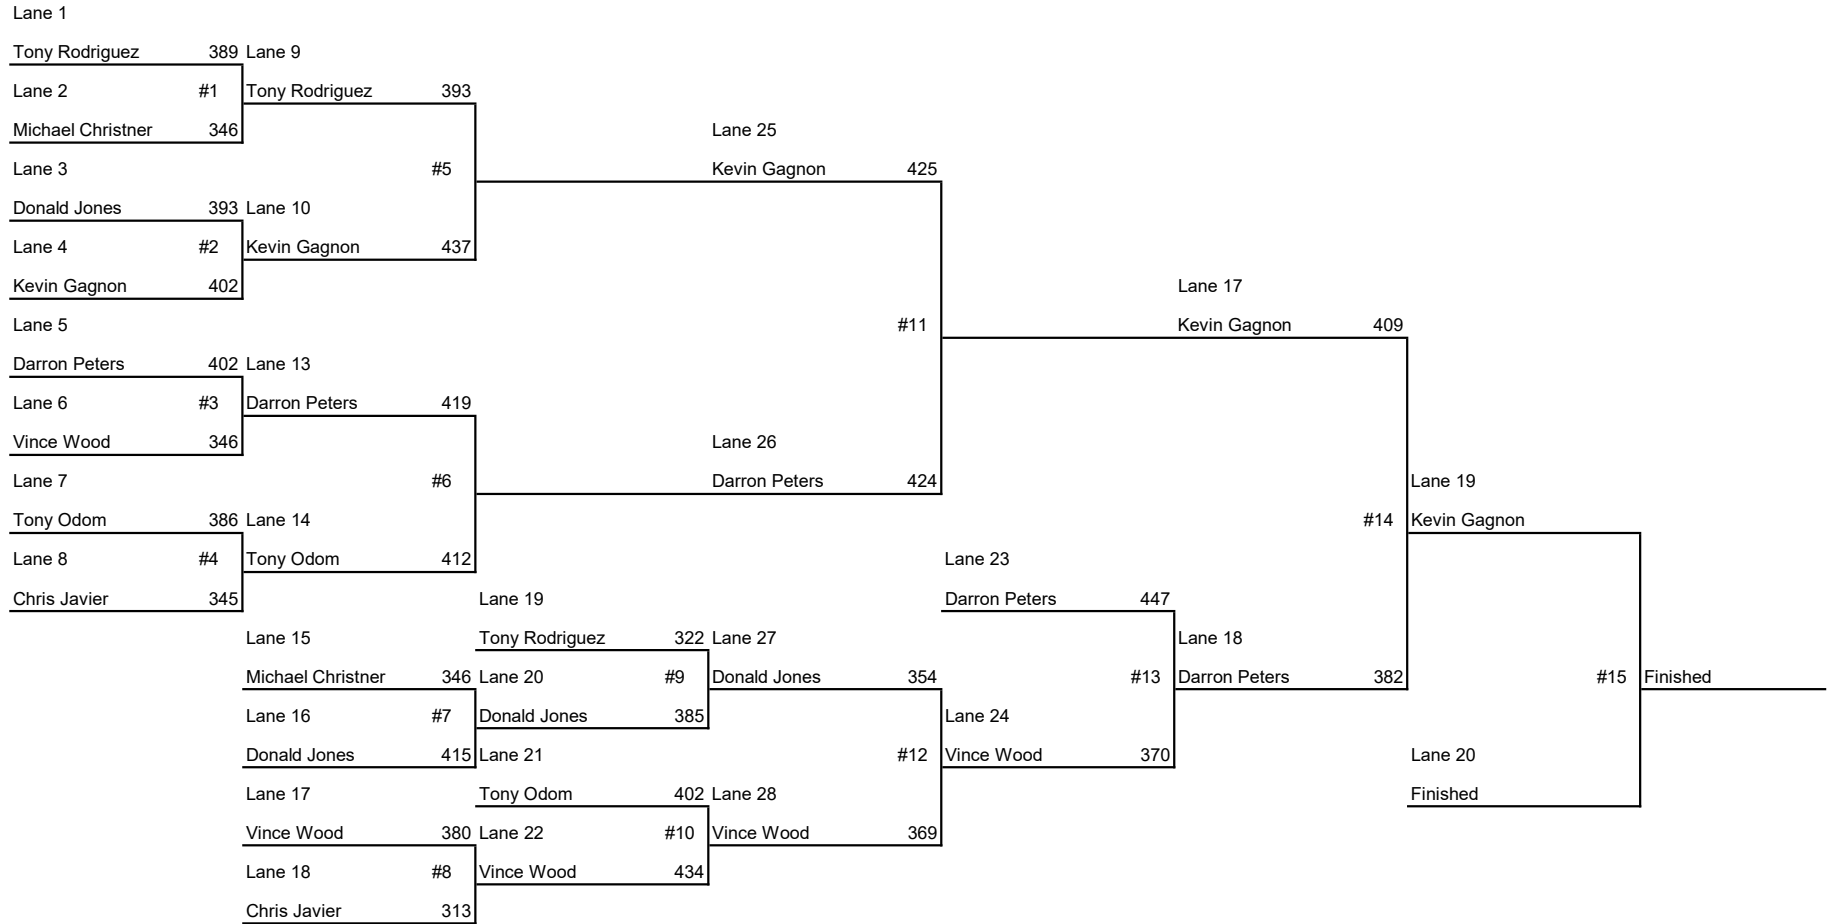 Lane 1
Tony Rodriguez 389 Lane 9
Lane 2 #1 Tony Rodriguez 393
Michael Christner 346 Lane 25
Lane 3 #5 Kevin Gagnon 425
Donald Jones 393 Lane 10
Lane 4 #2 Kevin Gagnon 437
Kevin Gagnon 402 Lane 17
Lane 5 #11 Kevin Gagnon 409
Darron Peters 402 Lane 13
Lane 6 #3 Darron Peters 419
Vince Wood 346 Lane 26
Lane 7 #6 Darron Peters 424 Lane 19
Tony Odom 386 Lane 14 #14 Kevin Gagnon
Lane 8 #4 Tony Odom 412 Lane 23
Chris Javier 345 Lane 19 Darron Peters 447
Lane 15 Tony Rodriguez 322 Lane 27 Lane 18
Michael Christner 346 Lane 20 #9 Donald Jones 354 #13 Darron Peters 382 #15 Finished
Lane 16 #7 Donald Jones 385 Lane 24
Donald Jones 415 Lane 21 #12 Vince Wood 370 Lane 20
Lane 17 Tony Odom 402 Lane 28 Finished
Vince Wood 380 Lane 22 #10 Vince Wood 369
Lane 18 #8 Vince Wood 434
Chris Javier 313